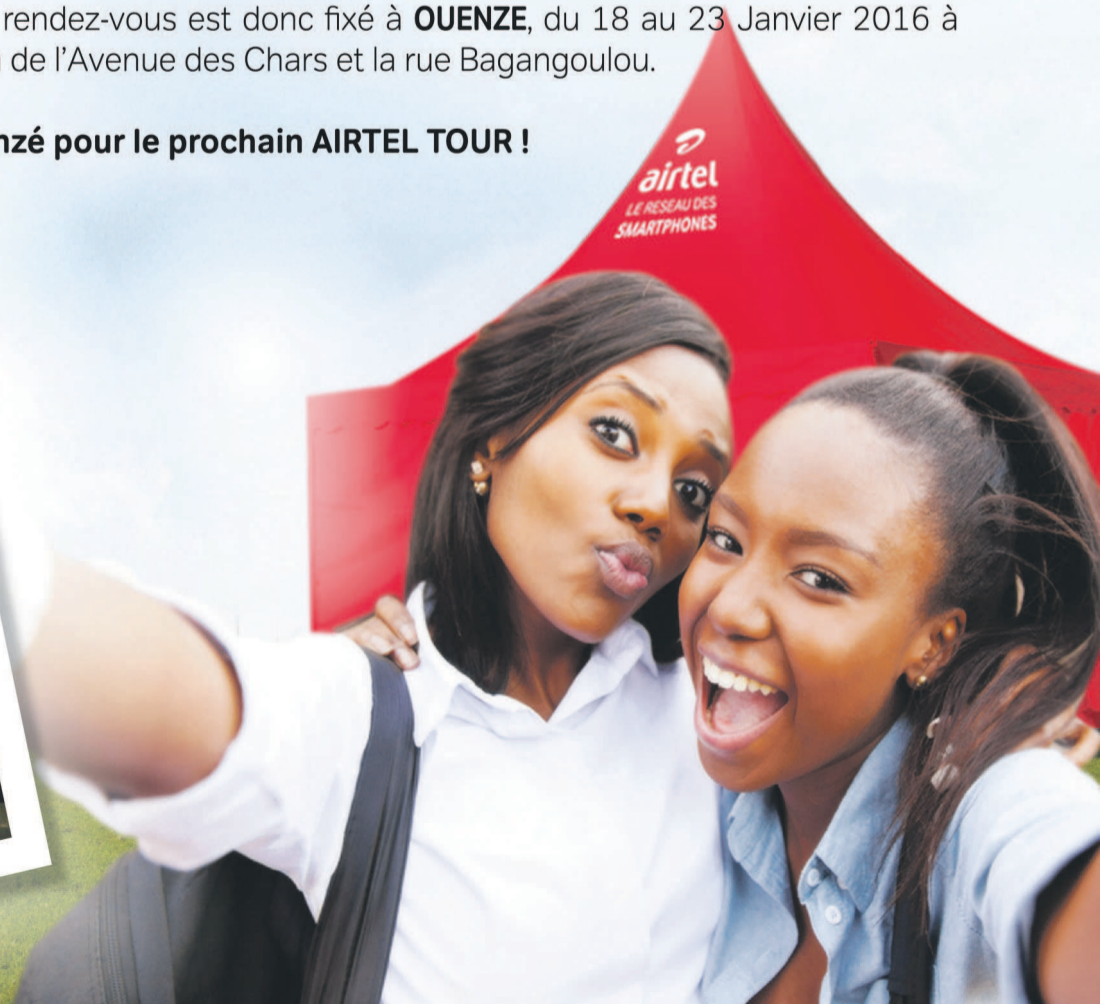 rendez-vous est donc fixé à OUENZE, du 18 au 23 Janvier 2016 à
de l’Avenue des Chars et la rue Bagangoulou.
nzé pour le prochain AIRTEL TOUR !
airtel
LE RESEAU DES
SMARTPHONES